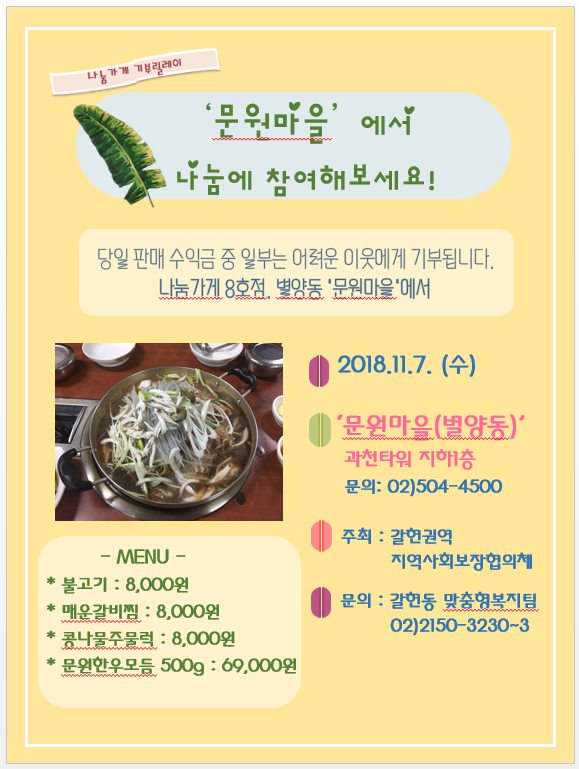 나눔가게 기부릴레이
‘문원마을’ 에서
나눔에 참여해보세요!
당일 판매 수익금 중 일부는 어려운 이웃에게 기부됩니다.
나눔가게 8호점, 별양동 '문원마을'에서
2018.11.7. (수)
‘문원마을(별양동)’
과천타워 지하1층
문의: 02)504-4500
주최 : 갈현권역
지역사회보장협의체
문의 : 갈현동 맞춤형복지팀
02)2150-3230~3
- MENU -
* 불고기 : 8,000원
* 매운갈비찜 : 8,000원
* 콩나물주물럭 : 8,000원
* 문원한우모듬 500g : 69,000원